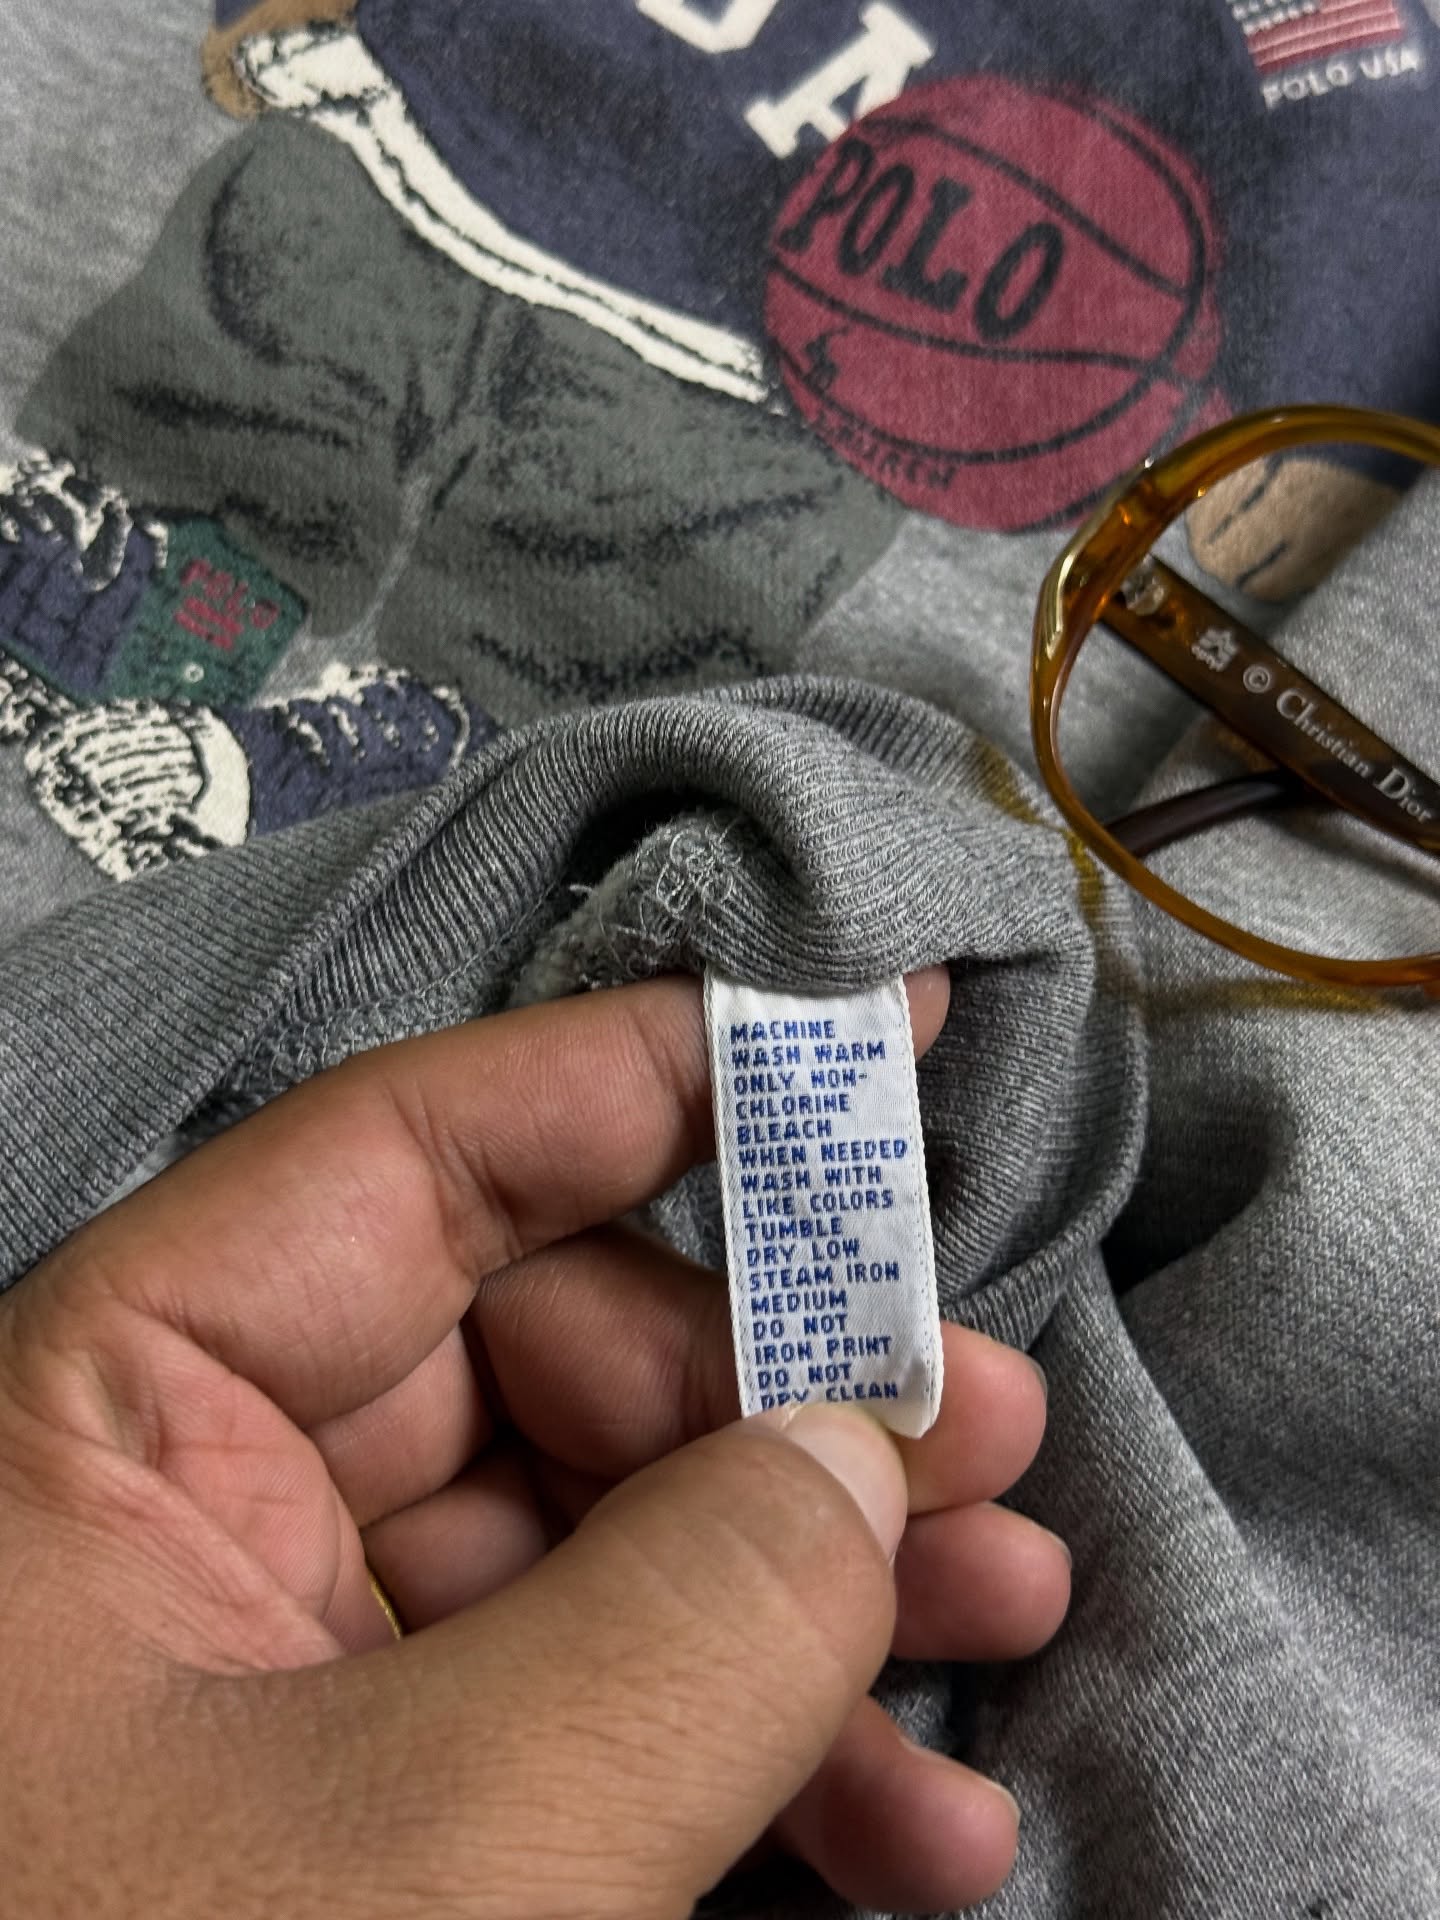 POLO USA
POLO
POLO
© Christian Dior
MACHINE
WASH WARM
ONLY NON-
CHLORINE
BLEACH
WHEN NEEDED
WASH WITH
LIKE COLORS
TUMBLE
DRY LOW
STEAM IRON
MEDIUM
DO NOT
IRON PRINT
DO NOT
DRY CLEAN